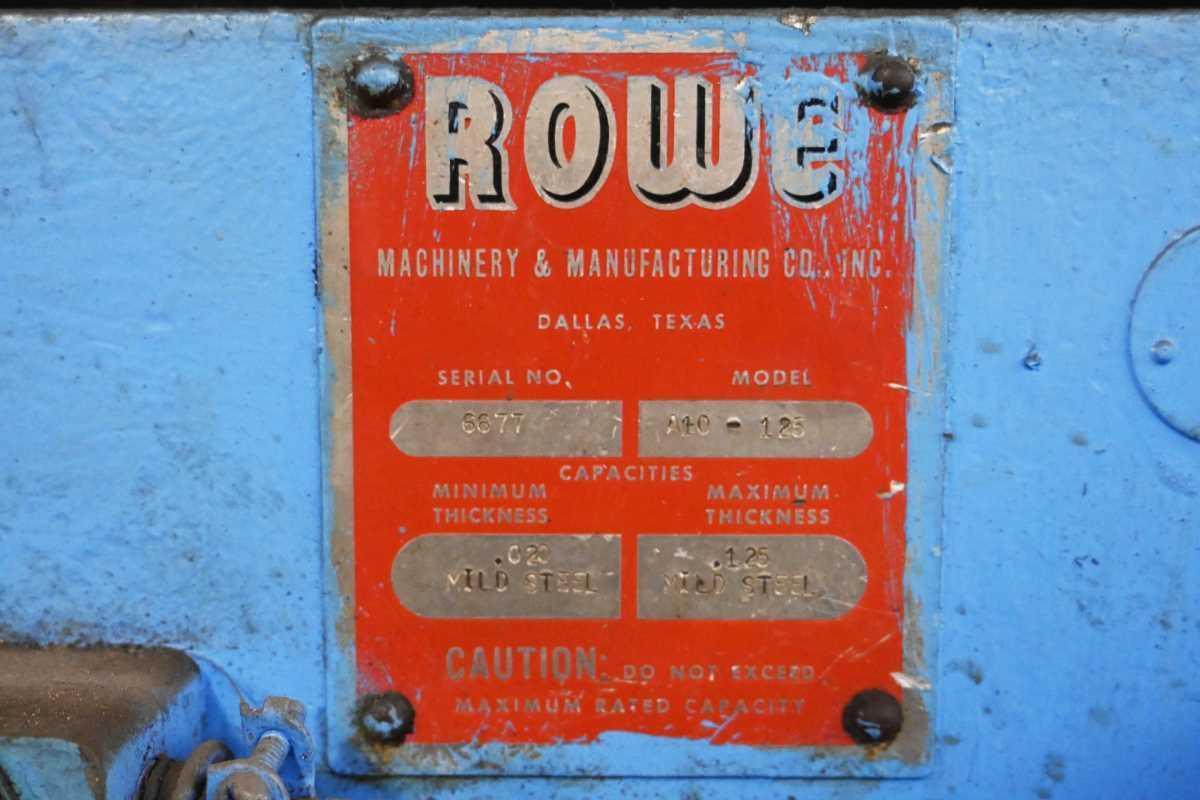 ROWE
MACHINERY & MANUFACTURING CO., INC.
DALLAS, TEXAS
SERIAL NO. MODEL
6677 A10 - 125
CAPACITIES
MINIMUM THICKNESS MAXIMUM THICKNESS
.020 MILD STEEL .125 MILD STEEL
CAUTION: DO NOT EXCEED
MAXIMUM RATED CAPACITY